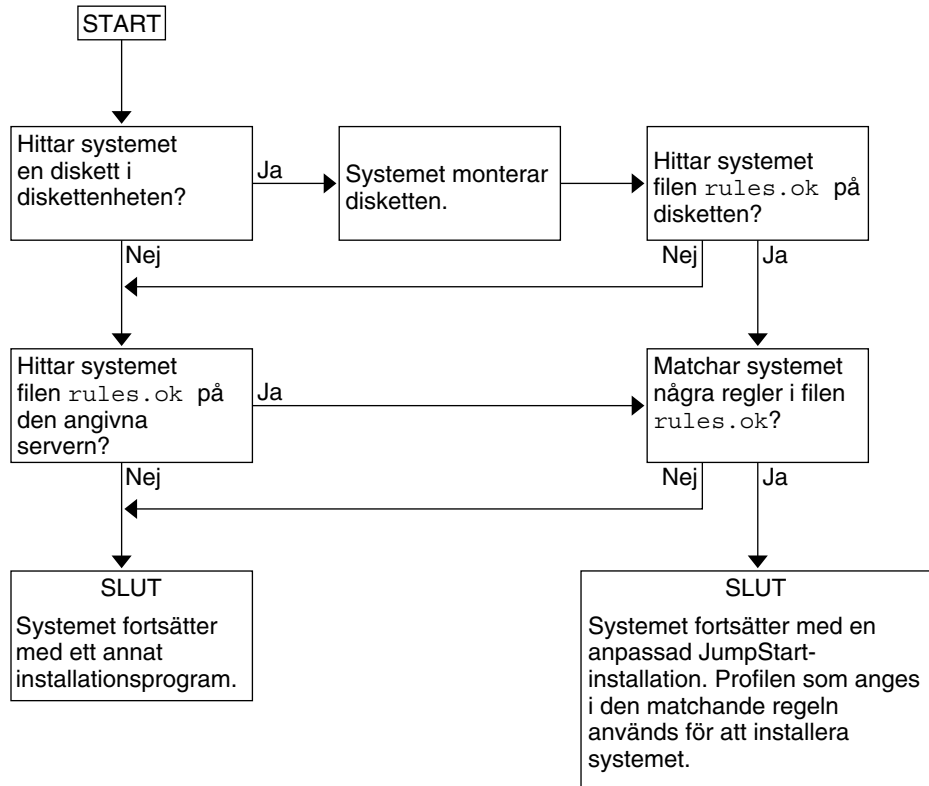 START
Hittar systemet
en diskett i
diskettenheten?
Ja
Systemet monterar
disketten.
Hittar systemet
filen rules.ok på
disketten?
Nej
Nej
Ja
Hittar systemet
filen rules.ok på
den angivna
servern?
Ja
Matchar systemet
några regler i filen
rules.ok?
Nej
Nej
Ja
SLUT
Systemet fortsätter
med ett annat
installationsprogram.
SLUT
Systemet fortsätter med en
anpassad JumpStart-
installation. Profilen som anges
i den matchande regeln
används för att installera
systemet.